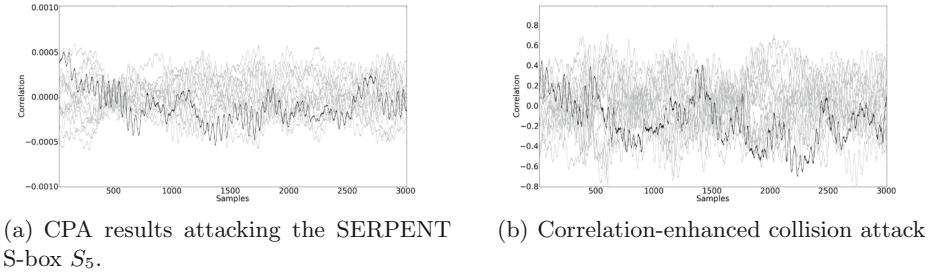 0.0010
0.0005
0.0000
−0.0005
−0.0010
Correlation
500 1000 1500 2000 2500 3000
Samples
0.8
0.6
0.4
0.2
0.0
−0.2
−0.4
−0.6
−0.8
Correlation
500 1000 1500 2000 2500 3000
Samples
(a) CPA results attacking the SERPENT
S-box S5.
(b) Correlation-enhanced collision attack